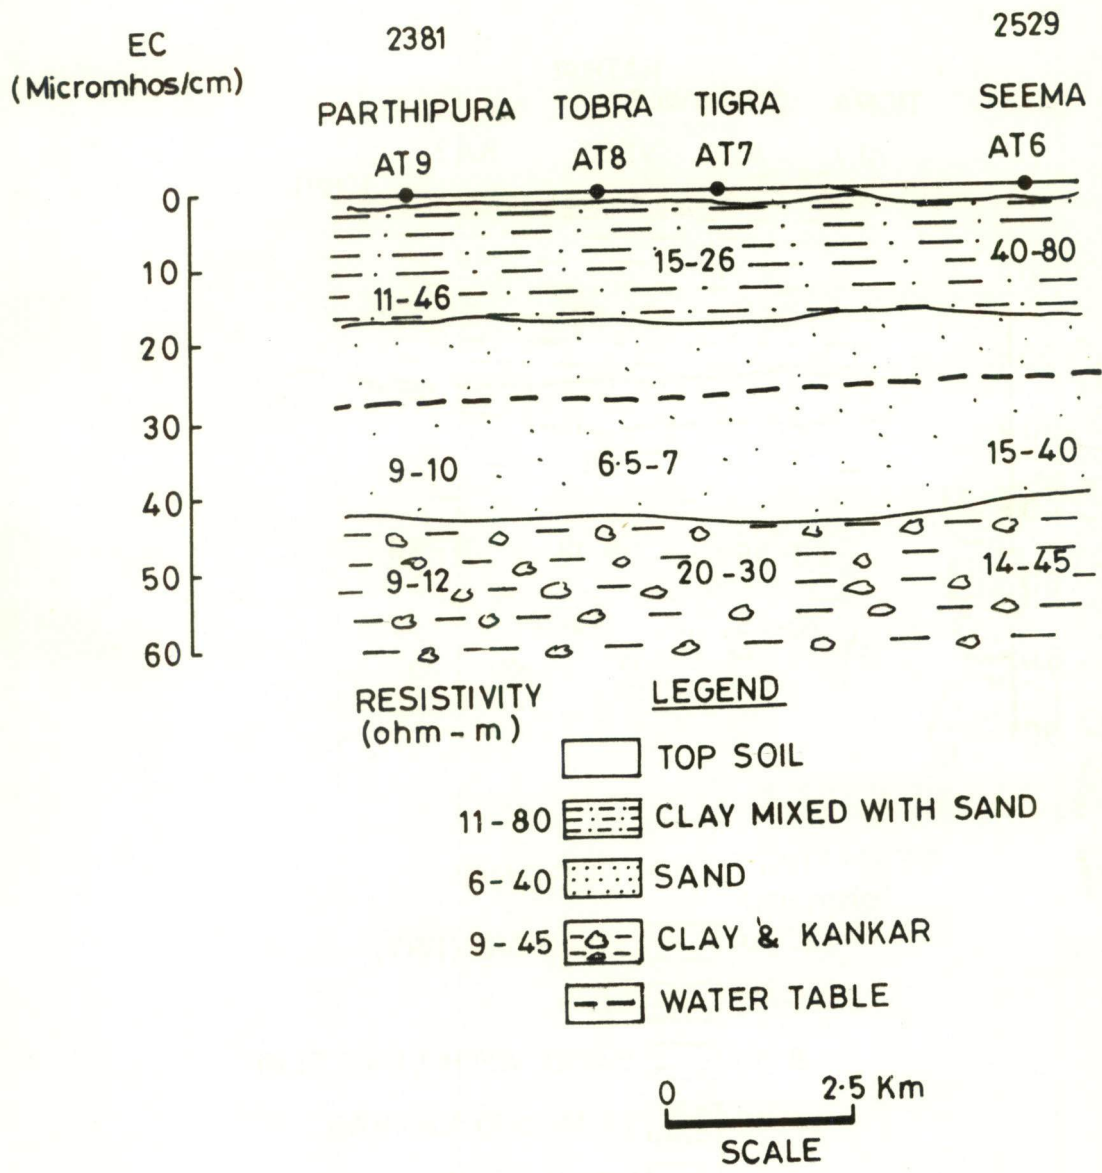 EC 2381 2529
(Micromhos/cm)
PARTHIPURA TOBRA TIGRA SEEMA
AT9 AT8 AT7 AT6
0
10
20
30
40
50
60
15-26 40-80
11-46
9-10 6·5-7 15-40
9-12 20-30 14-45
RESISTIVITY
(ohm-m)
LEGEND
TOP SOIL
11-80 CLAY MIXED WITH SAND
6-40 SAND
9-45 CLAY & KANKAR
WATER TABLE
0 2·5 Km
SCALE